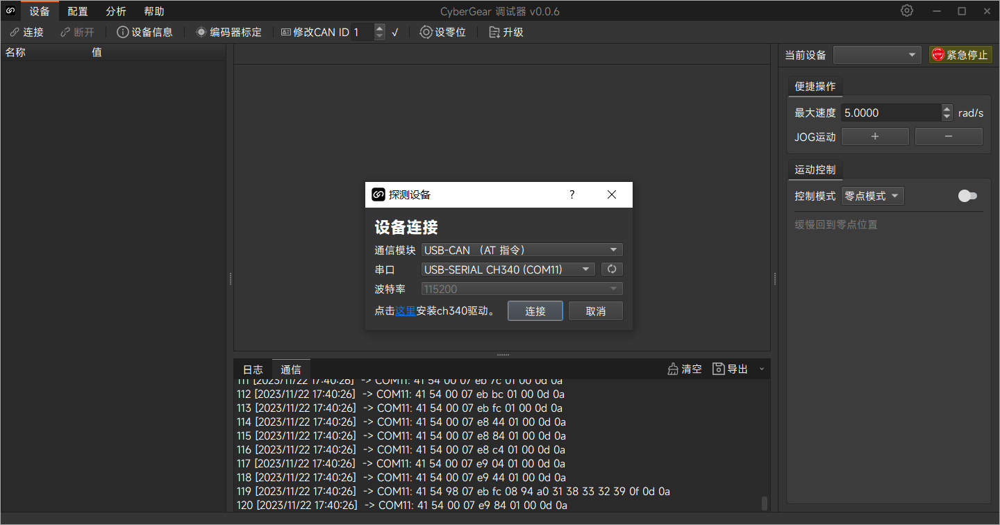 设备 配置 分析 帮助 CyberGear 调试器 v0.0.6
连接 断开 设备信息 编码器标定 修改CAN ID 1 √ 设零位 升级
名称 值
当前设备 紧急停止
便捷操作
最大速度 5.0000 rad/s
JOG运动 + −
运动控制
控制模式 零点模式
缓慢回到零点位置
探测设备 ?
设备连接
通信模块 USB-CAN （AT 指令）
串口 USB-SERIAL CH340 (COM11)
波特率 115200
点击这里安装ch340驱动。 连接 取消
日志 通信 清空 导出
111 [2023/11/22 17:40:26] -> COM11: 41 54 00 07 eb 7c 01 00 0d 0a
112 [2023/11/22 17:40:26] -> COM11: 41 54 00 07 eb bc 01 00 0d 0a
113 [2023/11/22 17:40:26] -> COM11: 41 54 00 07 eb fc 01 00 0d 0a
114 [2023/11/22 17:40:26] -> COM11: 41 54 00 07 e8 44 01 00 0d 0a
115 [2023/11/22 17:40:26] -> COM11: 41 54 00 07 e8 84 01 00 0d 0a
116 [2023/11/22 17:40:26] -> COM11: 41 54 00 07 e8 c4 01 00 0d 0a
117 [2023/11/22 17:40:26] -> COM11: 41 54 00 07 e9 04 01 00 0d 0a
118 [2023/11/22 17:40:26] -> COM11: 41 54 00 07 e9 44 01 00 0d 0a
119 [2023/11/22 17:40:26] -> COM11: 41 54 98 07 eb fc 08 94 a0 31 38 33 32 39 0f 0d 0a
120 [2023/11/22 17:40:26] -> COM11: 41 54 00 07 e9 84 01 00 0d 0a